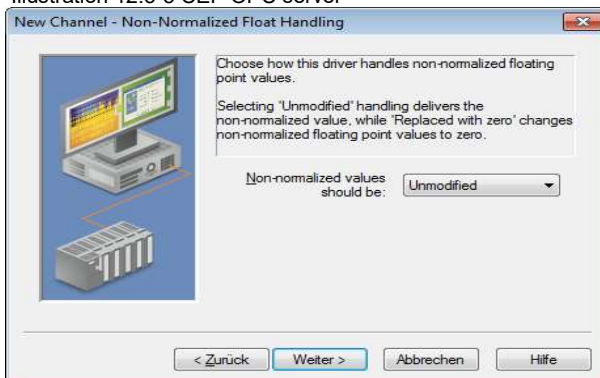 New Channel - Non-Normalized Float Handling
Choose how this driver handles non-normalized floating
point values.
Selecting 'Unmodified' handling delivers the
non-normalized value, while 'Replaced with zero' changes
non-normalized floating point values to zero.
Non-normalized values
should be:
Unmodified
< Zurück
Weiter >
Abbrechen
Hilfe